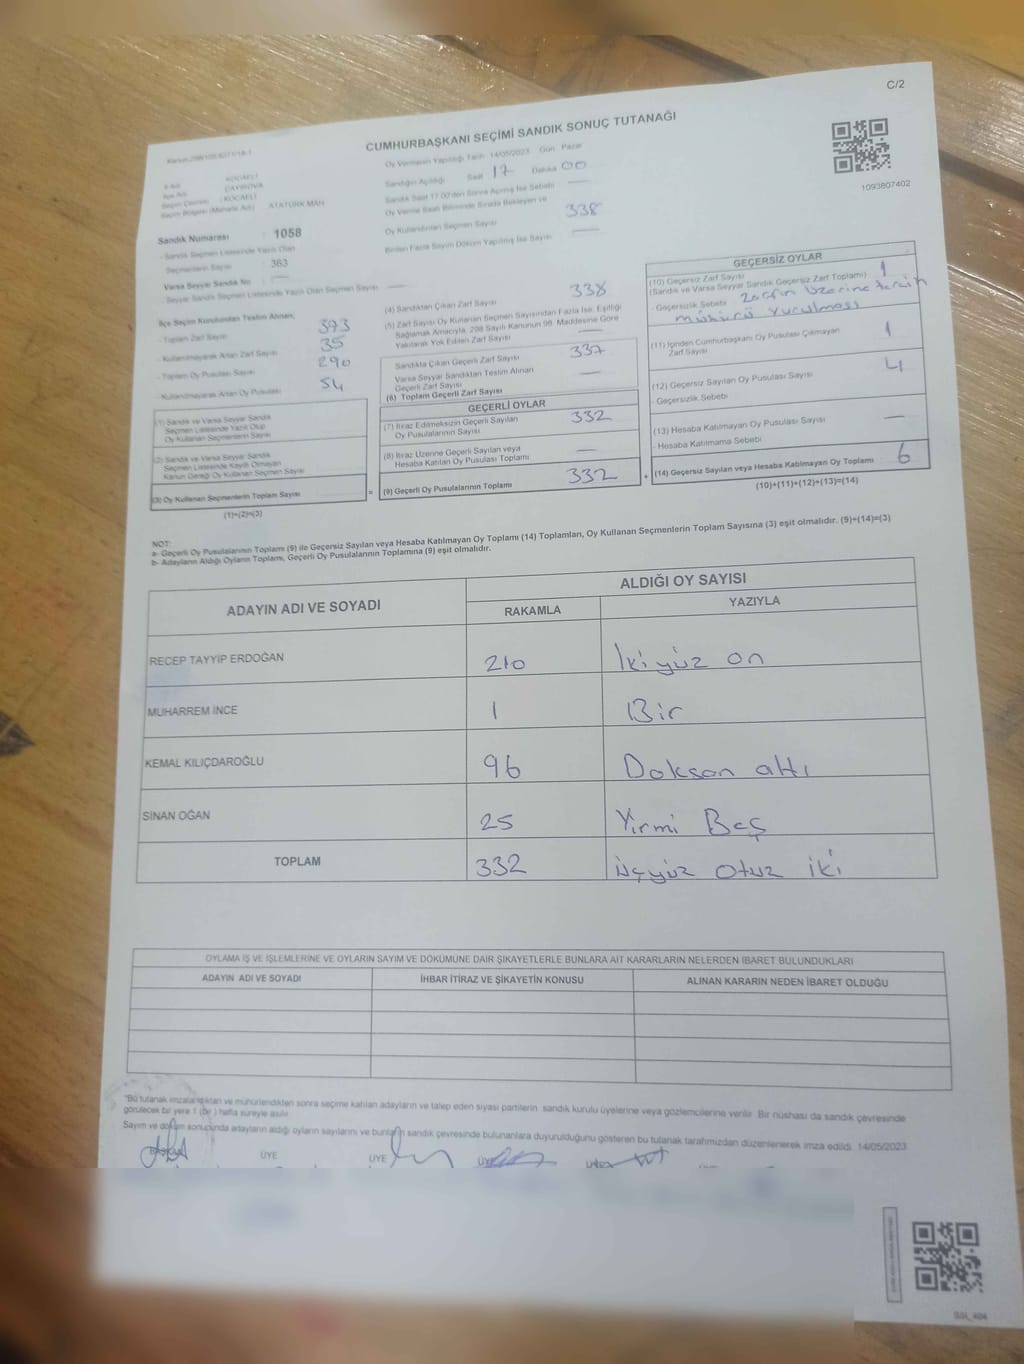 C/2
CUMHURBAŞKANI SEÇİMİ SANDIK SONUÇ TUTANAĞI
1093807402
Oy Vermenin Yapıldığı Tarih: 14/05/2023 Gün: Pazar
Sandığın Açıldığı Saat 17 Dakika 00
Sandık Saat 17:00'den Sonra Açılmış İse Sebebi —
Oy Verme Saati Bitiminde Sırada Bekleyen ve
Oy Kullandırılan Seçmen Sayısı 338
Birden Fazla Sayım Döküm Yapılmış İse Sayısı —
İli Adı : KOCAELİ
İlçe Adı : ÇAYIROVA
Seçim Çevresi : KOCAELİ
Seçim Bölgesi (Mahalle Adı) : ATATÜRK MAH
Sandık Numarası : 1058
- Sandık Seçmen Listesinde Yazılı Olan
Seçmenlerin Sayısı : 363
Varsa Seyyar Sandık No : —
- Seyyar Sandık Seçmen Listesinde Yazılı Olan Seçmen Sayısı : —
İlçe Seçim Kurulundan Teslim Alınan;
- Toplam Zarf Sayısı 373
- Kullanılmayarak Artan Zarf Sayısı 35
- Toplam Oy Pusulası Sayısı 290
- Kullanılmayarak Artan Oy Pusulası 54
(1) Sandık ve Varsa Seyyar Sandık
Seçmen Listesinde Yazılı Olup
Oy Kullanan Seçmenlerin Sayısı
(2) Sandık ve Varsa Seyyar Sandık
Seçmen Listesinde Kayıtlı Olmayan
Kanun Gereği Oy Kullanan Seçmen Sayısı
(3) Oy Kullanan Seçmenlerin Toplam Sayısı
(1)+(2)=(3)
(4) Sandıktan Çıkan Zarf Sayısı 338
(5) Zarf Sayısı Oy Kullanan Seçmen Sayısından Fazla İse, Eşitliği
Sağlamak Amacıyla, 298 Sayılı Kanunun 98. Maddesine Göre
Yakılarak Yok Edilen Zarf Sayısı —
Sandıkta Çıkan Geçerli Zarf Sayısı 337
Varsa Seyyar Sandıktan Teslim Alınan
Geçerli Zarf Sayısı —
(6) Toplam Geçerli Zarf Sayısı
GEÇERLİ OYLAR
(7) İtiraz Edilmeksizin Geçerli Sayılan
Oy Pusulalarının Sayısı 332
(8) İtiraz Üzerine Geçerli Sayılan veya
Hesaba Katılan Oy Pusulası Toplamı —
= (9) Geçerli Oy Pusulalarının Toplamı 332 +
GEÇERSİZ OYLAR
(10) Geçersiz Zarf Sayısı
(Sandık ve Varsa Seyyar Sandık Geçersiz Zarf Toplamı) : 1
- Geçersizlik Sebebi : Zarfın Üzerine tercih
mühürü vurulması
(11) İçinden Cumhurbaşkanı Oy Pusulası Çıkmayan
Zarf Sayısı 1
(12) Geçersiz Sayılan Oy Pusulası Sayısı 4
- Geçersizlik Sebebi
(13) Hesaba Katılmayan Oy Pusulası Sayısı —
- Hesaba Katılmama Sebebi
(14) Geçersiz Sayılan veya Hesaba Katılmayan Oy Toplamı 6
(10)+(11)+(12)+(13)=(14)
NOT:
a- Geçerli Oy Pusulalarının Toplamı (9) ile Geçersiz Sayılan veya Hesaba Katılmayan Oy Toplamı (14) Toplamları, Oy Kullanan Seçmenlerin Toplam Sayısına (3) eşit olmalıdır. (9)+(14)=(3)
b- Adayların Aldığı Oyların Toplamı, Geçerli Oy Pusulalarının Toplamına (9) eşit olmalıdır.
ADAYIN ADI VE SOYADI
ALDIĞI OY SAYISI
RAKAMLA YAZIYLA
RECEP TAYYİP ERDOĞAN 210 İkiyüz on
MUHARREM İNCE 1 Bir
KEMAL KILIÇDAROĞLU 96 Doksan altı
SİNAN OĞAN 25 Yirmi Beş
TOPLAM 332 üçyüz otuz iki
OYLAMA İŞ VE İŞLEMLERİNE VE OYLARIN SAYIM VE DÖKÜMÜNE DAİR ŞİKAYETLERLE BUNLARA AİT KARARLARIN NELERDEN İBARET BULUNDUKLARI
ADAYIN ADI VE SOYADI İHBAR İTİRAZ VE ŞİKAYETİN KONUSU ALINAN KARARIN NEDEN İBARET OLDUĞU
"Bu tutanak imzalandıktan ve mühürlendikten sonra seçime katılan adayların ve talep eden siyasi partilerin sandık kurulu üyelerine veya gözlemcilerine verilir. Bir nüshası da sandık çevresinde
görülecek bir yere 1 (bir) hafta süreyle asılır.
Sayım ve döküm sonucunda adayların aldığı oyların sayılarını ve bunların sandık çevresinde bulunanlara duyurulduğunu gösteren bu tutanak tarafımızdan düzenlenerek imza edildi. 14/05/2023
ÜYE ÜYE ÜYE